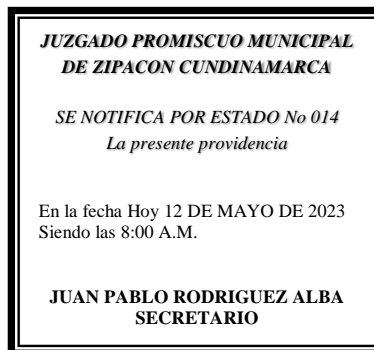 JUZGADO PROMISCUO MUNICIPAL
DE ZIPACON CUNDINAMARCA
SE NOTIFICA POR ESTADO No 014
La presente providencia
En la fecha Hoy 12 DE MAYO DE 2023
Siendo las 8:00 A.M.
JUAN PABLO RODRIGUEZ ALBA
SECRETARIO